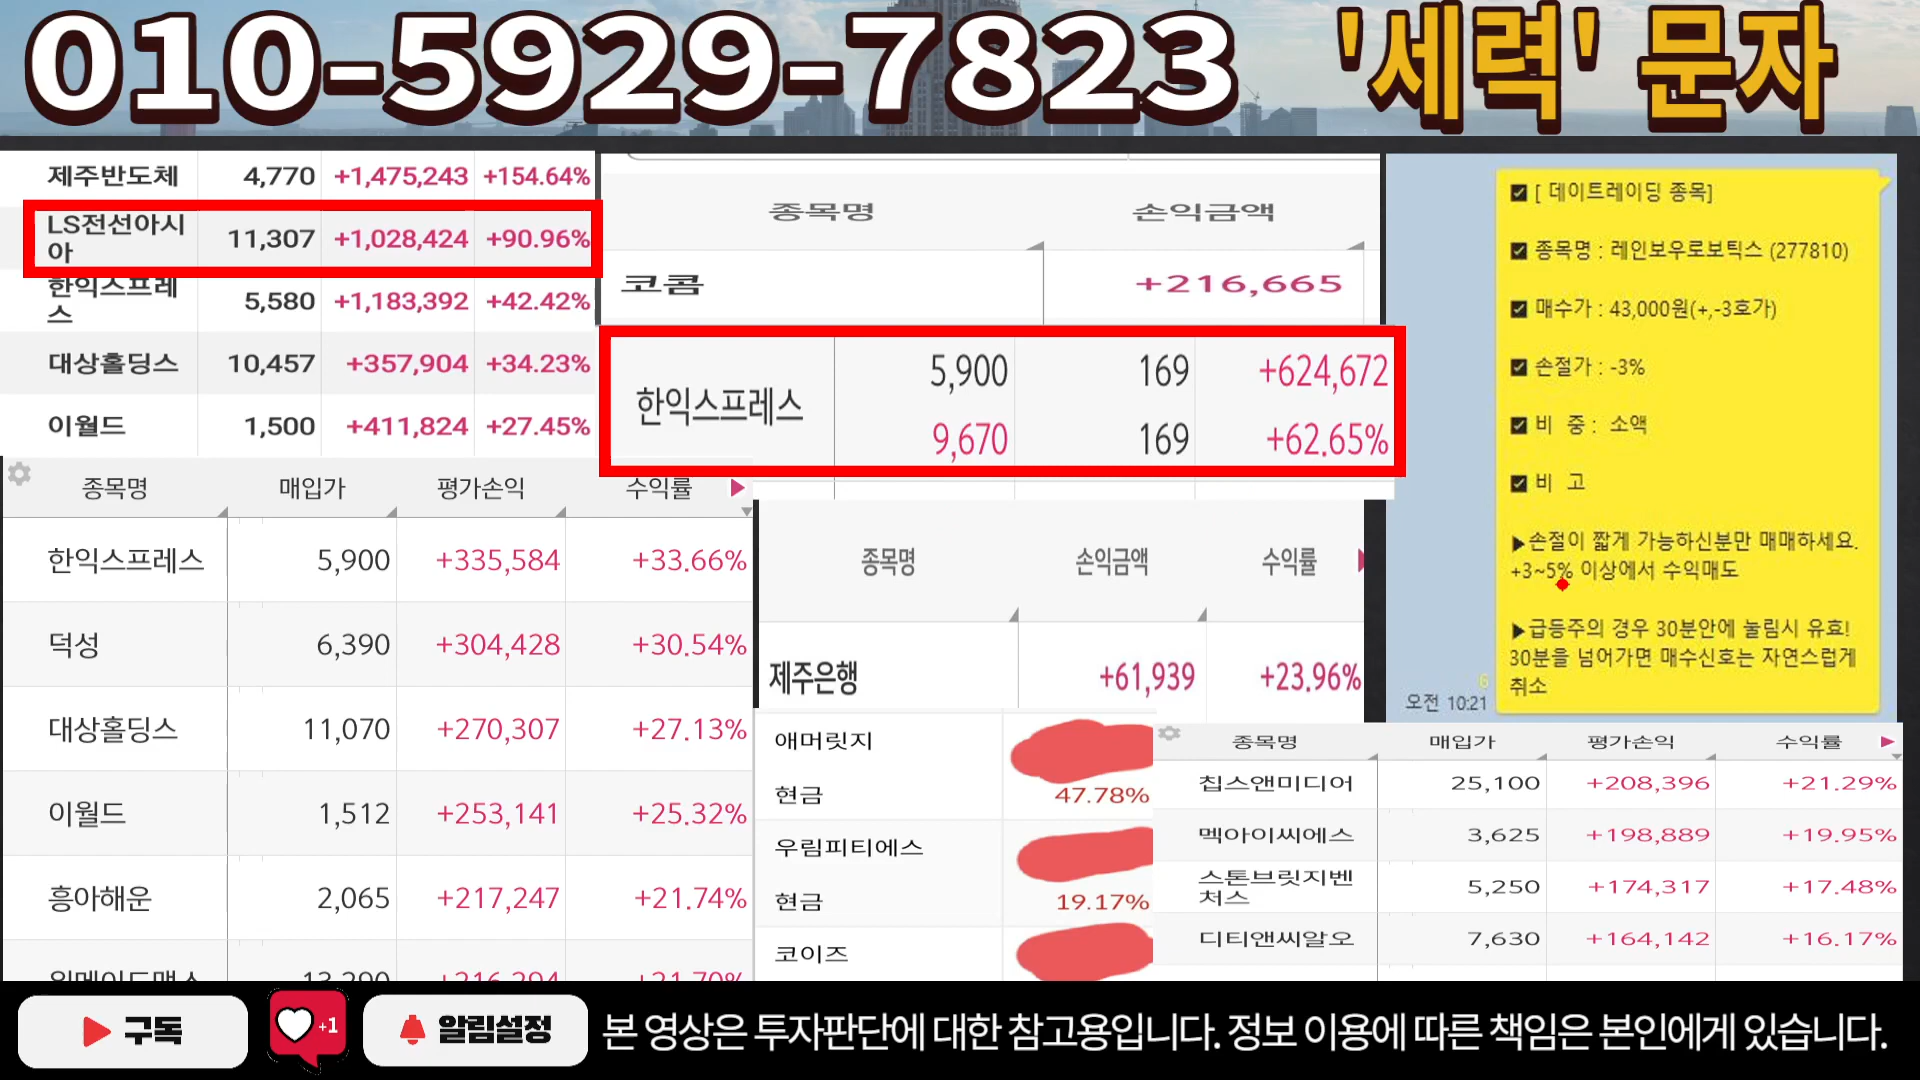 010-5929-7823 '세력' 문자
제주반도체 4,770 +1,475,243 +154.64%
LS전선아시아 11,307 +1,028,424 +90.96%
한익스프레스 5,580 +1,183,392 +42.42%
대상홀딩스 10,457 +357,904 +34.23%
이월드 1,500 +411,824 +27.45%
종목명 손익금액
코콤 +216,665
한익스프레스 5,900 169 +624,672
9,670 169 +62.65%
종목명 매입가 평가손익 수익률
한익스프레스 5,900 +335,584 +33.66%
덕성 6,390 +304,428 +30.54%
대상홀딩스 11,070 +270,307 +27.13%
이월드 1,512 +253,141 +25.32%
흥아해운 2,065 +217,247 +21.74%
종목명 손익금액 수익률
제주은행 +61,939 +23.96%
애머릿지
현금 47.78%
우림피티에스
현금 19.17%
코이즈
[ 데이트레이딩 종목]
종목명 : 레인보우로보틱스 (277810)
매수가 : 43,000원(+,-3호가)
손절가 : -3%
비 중 : 소액
비 고
▶손절이 짧게 가능하신분만 매매하세요.
+3~5% 이상에서 수익매도
▶급등주의 경우 30분안에 눌림시 유효!
30분을 넘어가면 매수신호는 자연스럽게
취소
6
오전 10:21
종목명 매입가 평가손익 수익률
칩스앤미디어 25,100 +208,396 +21.29%
멕아이씨에스 3,625 +198,889 +19.95%
스톤브릿지벤처스 5,250 +174,317 +17.48%
디티앤씨알오 7,630 +164,142 +16.17%
구독 +1 알림설정 본 영상은 투자판단에 대한 참고용입니다. 정보 이용에 따른 책임은 본인에게 있습니다.